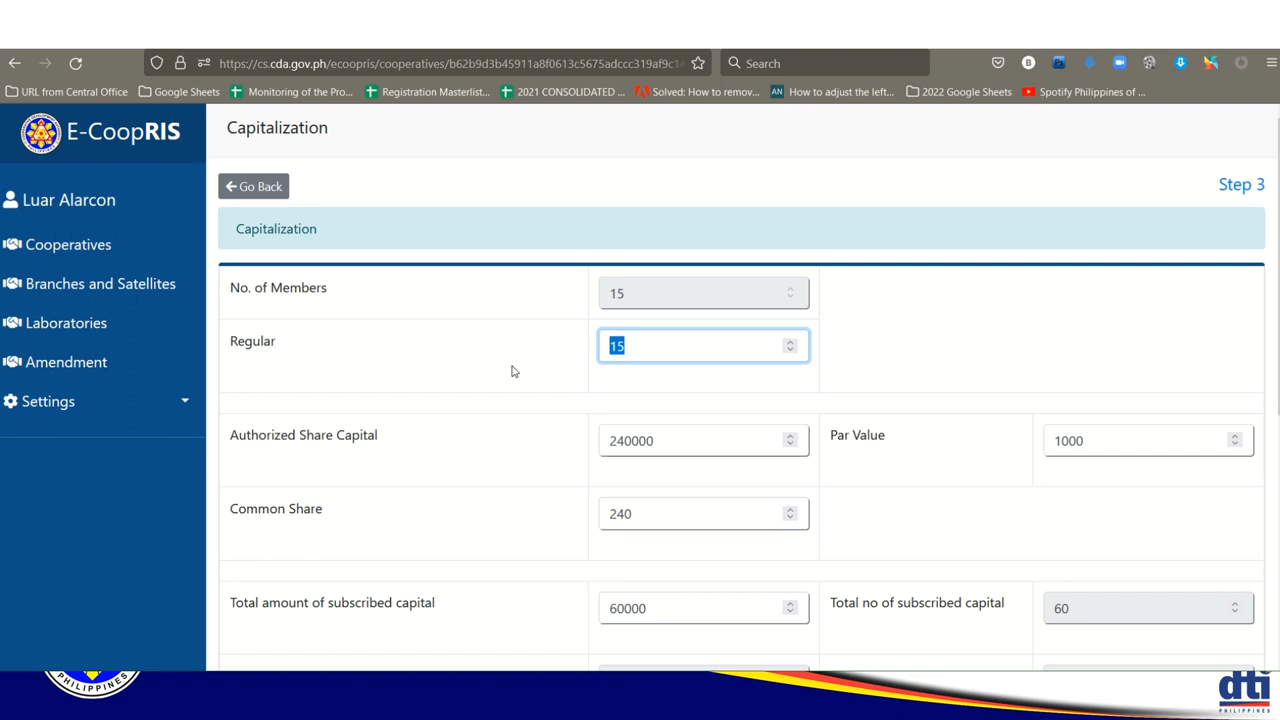 https://cs.cda.gov.ph/ecoopris/cooperatives/b62b9d3b45911a8f0613c5675adccc319af9c14
Search
URL from Central Office
Google Sheets
Monitoring of the Pro...
Registration Masterlist...
2021 CONSOLIDATED ...
Solved: How to remov...
AN
How to adjust the left...
2022 Google Sheets
Spotify Philippines of ...
E-CoopRIS
Capitalization
Luar Alarcon
Cooperatives
Branches and Satellites
Laboratories
Amendment
Settings
Go Back
Step 3
Capitalization
No. of Members
15
Regular
15
Authorized Share Capital
240000
Par Value
1000
Common Share
240
Total amount of subscribed capital
60000
Total no of subscribed capital
60
PHILIPPINES
dti
PHILIPPINES